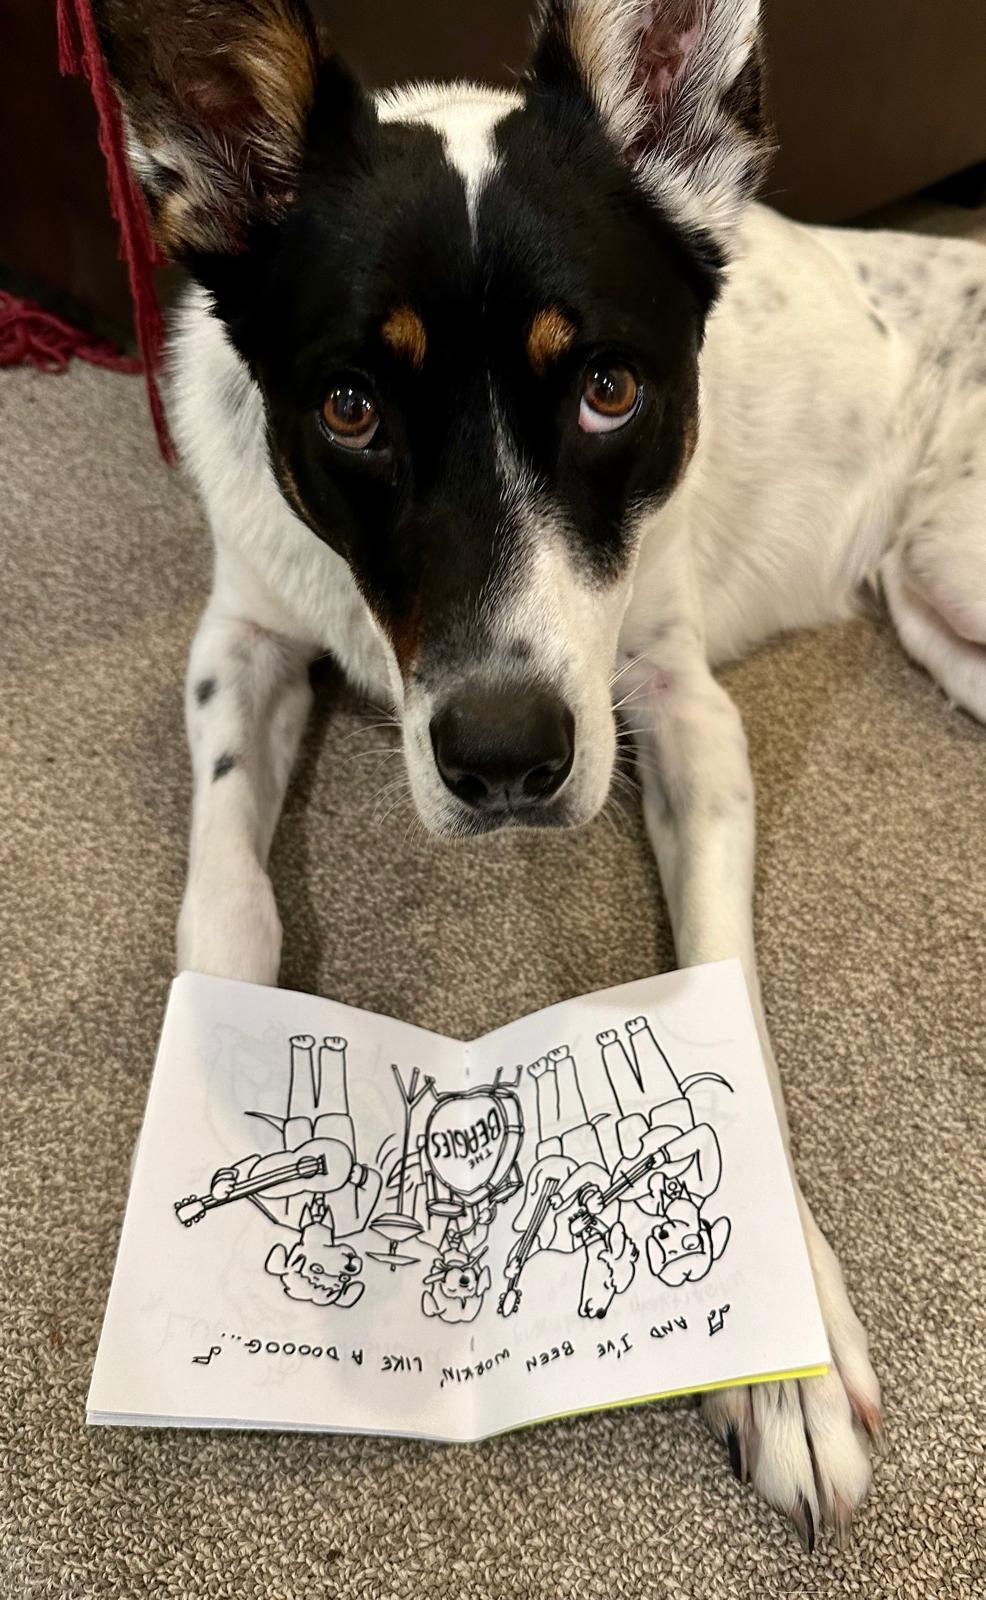 THE
BEAGLES
♫ AND I'VE BEEN WORKIN' LIKE A DOOOOG... ♫